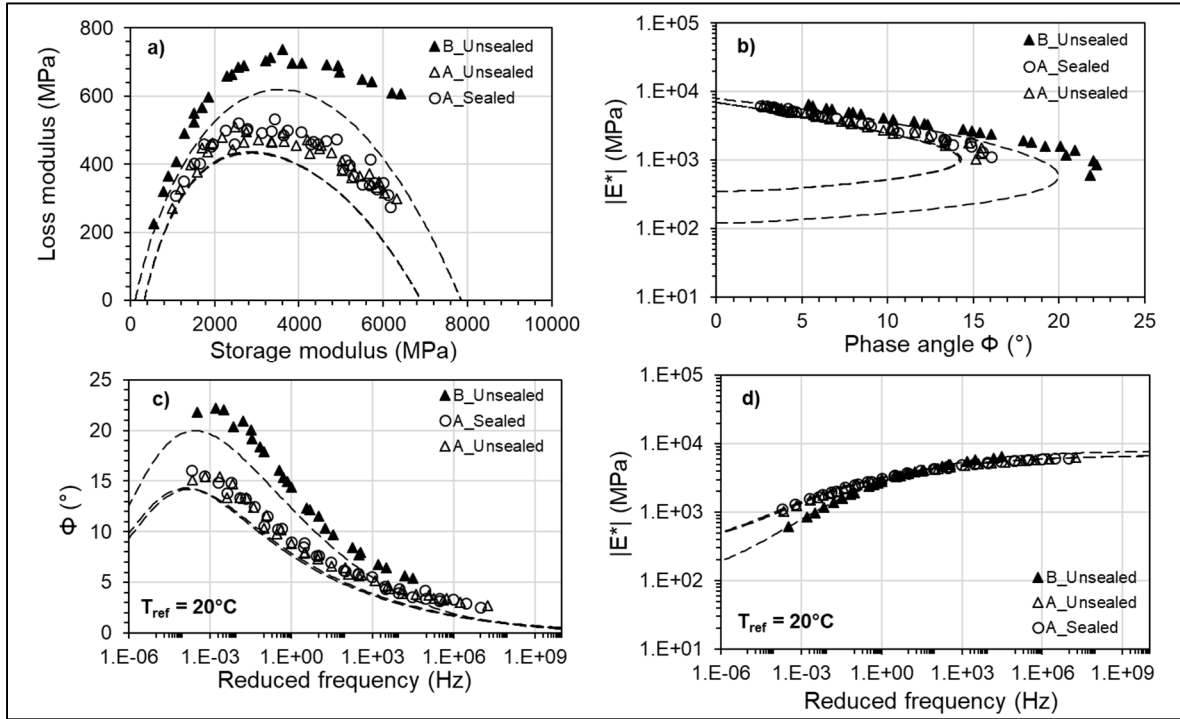 a)
B_Unsealed
A_Unsealed
A_Sealed
800
600
400
200
0
Loss modulus (MPa)
0 2000 4000 6000 8000 10000
Storage modulus (MPa)
b)
B_Unsealed
A_Sealed
A_Unsealed
1.E+05
1.E+04
1.E+03
1.E+02
1.E+01
|E*| (MPa)
0 5 10 15 20 25
Phase angle Φ (°)
c)
B_Unsealed
A_Sealed
A_Unsealed
25
20
15
10
5
0
Φ (°)
Tref = 20°C
1.E-06 1.E-03 1.E+00 1.E+03 1.E+06 1.E+09
Reduced frequency (Hz)
d)
1.E+05
1.E+04
1.E+03
1.E+02
1.E+01
|E*| (MPa)
B_Unsealed
A_Unsealed
A_Sealed
Tref = 20°C
1.E-06 1.E-03 1.E+00 1.E+03 1.E+06 1.E+09
Reduced frequency (Hz)